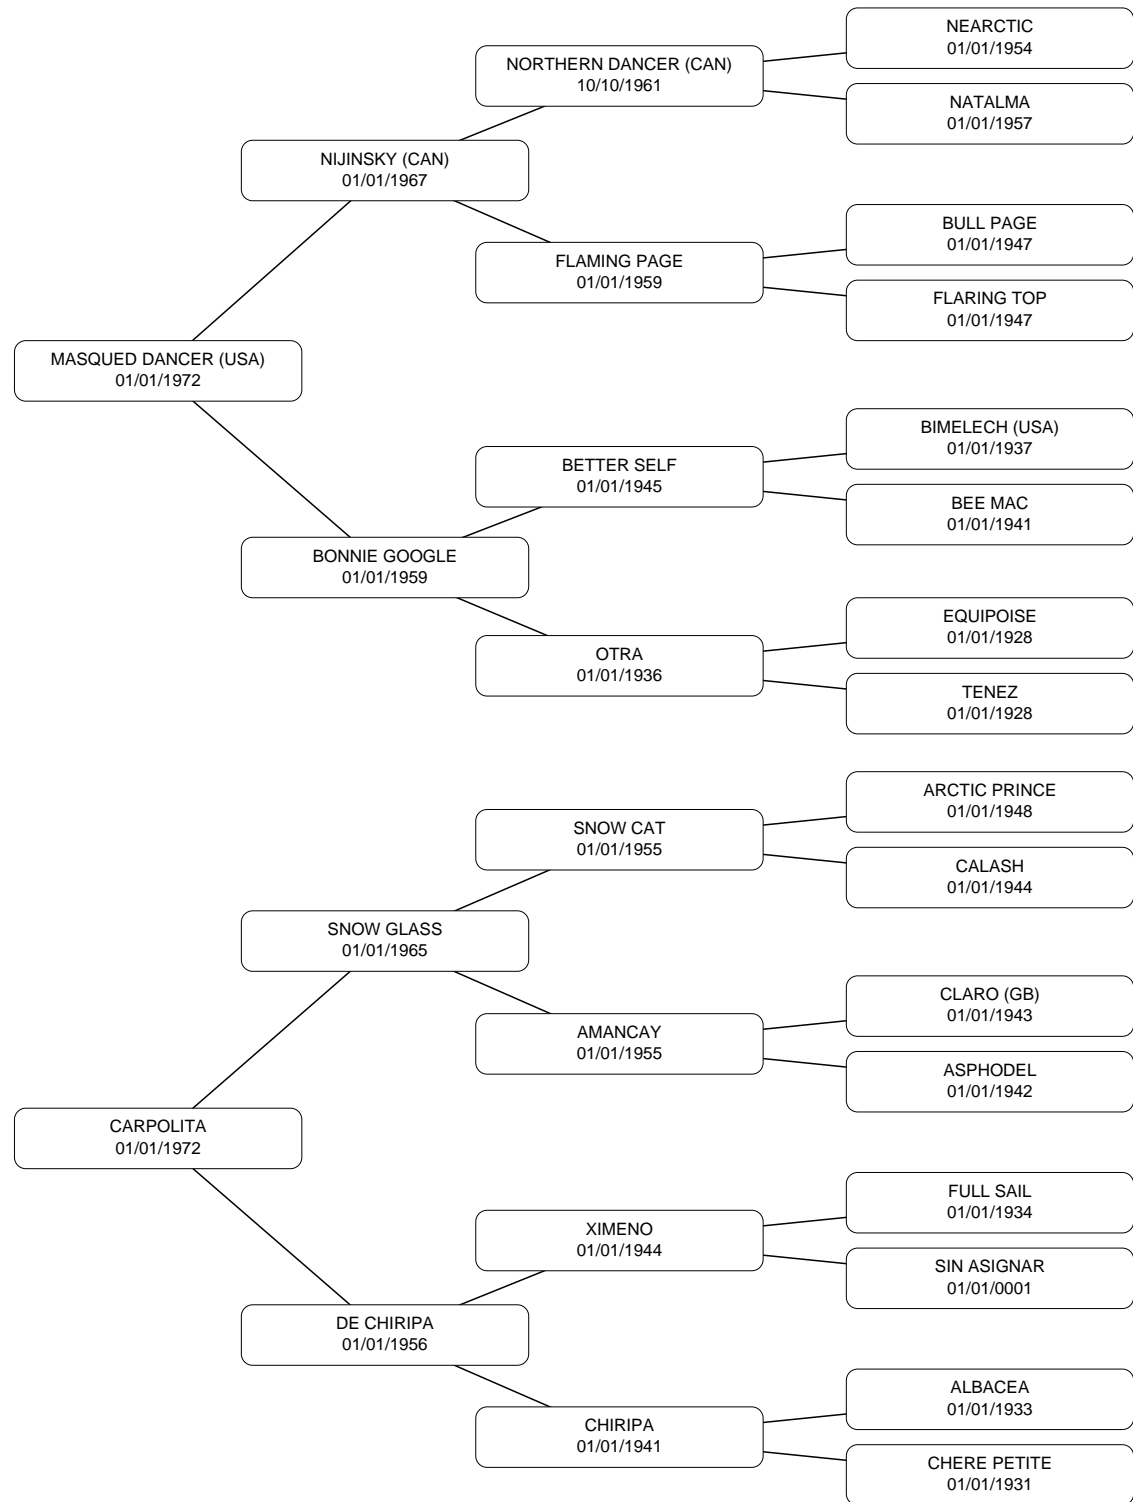 NEARCTIC
01/01/1954
NORTHERN DANCER (CAN)
10/10/1961
NATALMA
01/01/1957
NIJINSKY (CAN)
01/01/1967
BULL PAGE
01/01/1947
FLAMING PAGE
01/01/1959
FLARING TOP
01/01/1947
MASQUED DANCER (USA)
01/01/1972
BIMELECH (USA)
01/01/1937
BETTER SELF
01/01/1945
BEE MAC
01/01/1941
BONNIE GOOGLE
01/01/1959
EQUIPOISE
01/01/1928
OTRA
01/01/1936
TENEZ
01/01/1928
ARCTIC PRINCE
01/01/1948
SNOW CAT
01/01/1955
CALASH
01/01/1944
SNOW GLASS
01/01/1965
CLARO (GB)
01/01/1943
AMANCAY
01/01/1955
ASPHODEL
01/01/1942
CARPOLITA
01/01/1972
FULL SAIL
01/01/1934
XIMENO
01/01/1944
SIN ASIGNAR
01/01/0001
DE CHIRIPA
01/01/1956
ALBACEA
01/01/1933
CHIRIPA
01/01/1941
CHERE PETITE
01/01/1931